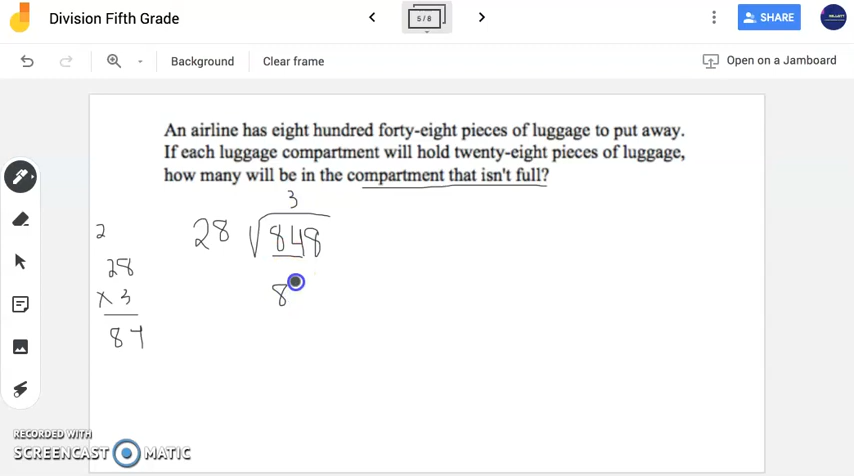 Division Fifth Grade
5 / 8
SHARE
Background
Clear frame
Open on a Jamboard
An airline has eight hundred forty-eight pieces of luggage to put away.
If each luggage compartment will hold twenty-eight pieces of luggage,
how many will be in the compartment that isn't full?
3
28 √848
2
28
× 3
84
8
RECORDED WITH
SCREENCAST MATIC